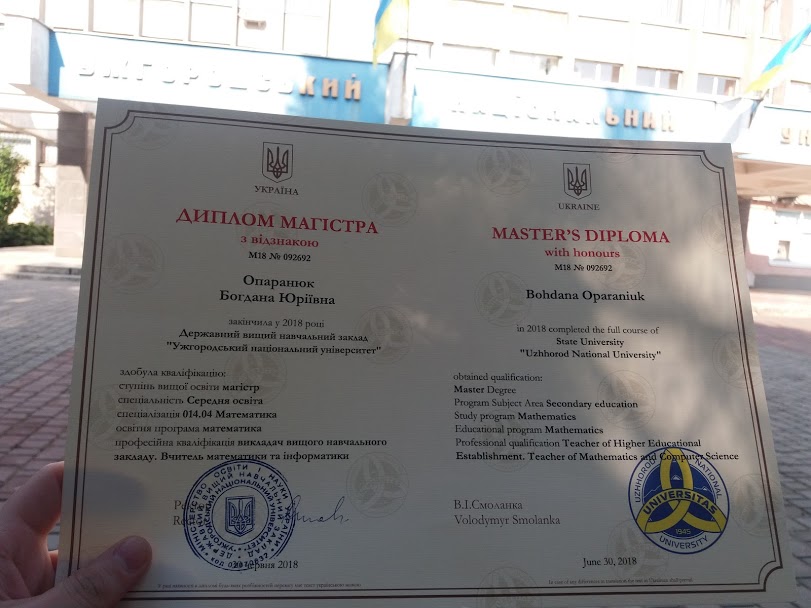 УЖГОРОДСЬКИЙ НАЦІОНАЛЬНИЙ
УКРАЇНА
ДИПЛОМ МАГІСТРА
з відзнакою
М18 № 092692
Опаранюк
Богдана Юріївна
закінчила у 2018 році
Державний вищий навчальний заклад
"Ужгородський національний університет"
здобула кваліфікацію:
ступінь вищої освіти магістр
спеціальність Середня освіта
спеціалізація 014.04 Математика
освітня програма математика
професійна кваліфікація викладач вищого навчального
закладу. Вчитель математики та інформатики
червня 2018
UKRAINE
MASTER'S DIPLOMA
with honours
М18 № 092692
Bohdana Oparaniuk
in 2018 completed the full course of
State University
"Uzhhorod National University"
obtained qualification:
Master Degree
Program Subject Area Secondary education
Study program Mathematics
Educational program Mathematics
Professional qualification Teacher of Higher Educational
Establishment. Teacher of Mathematics and Computer Science
В.І.Смоланка
Volodymyr Smolanka
UZHHOROD NATIONAL
UNIVERSITAS
1945
UNIVERSITY
June 30, 2018